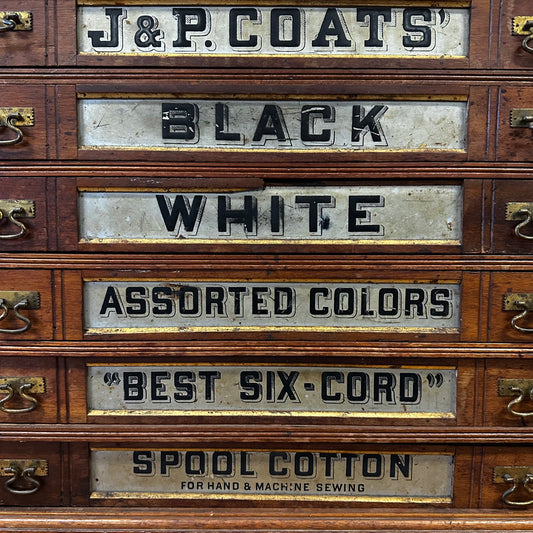 J & P. COATS'
BLACK
WHITE
ASSORTED COLORS
"BEST SIX-CORD"
SPOOL COTTON
FOR HAND & MACHINE SEWING